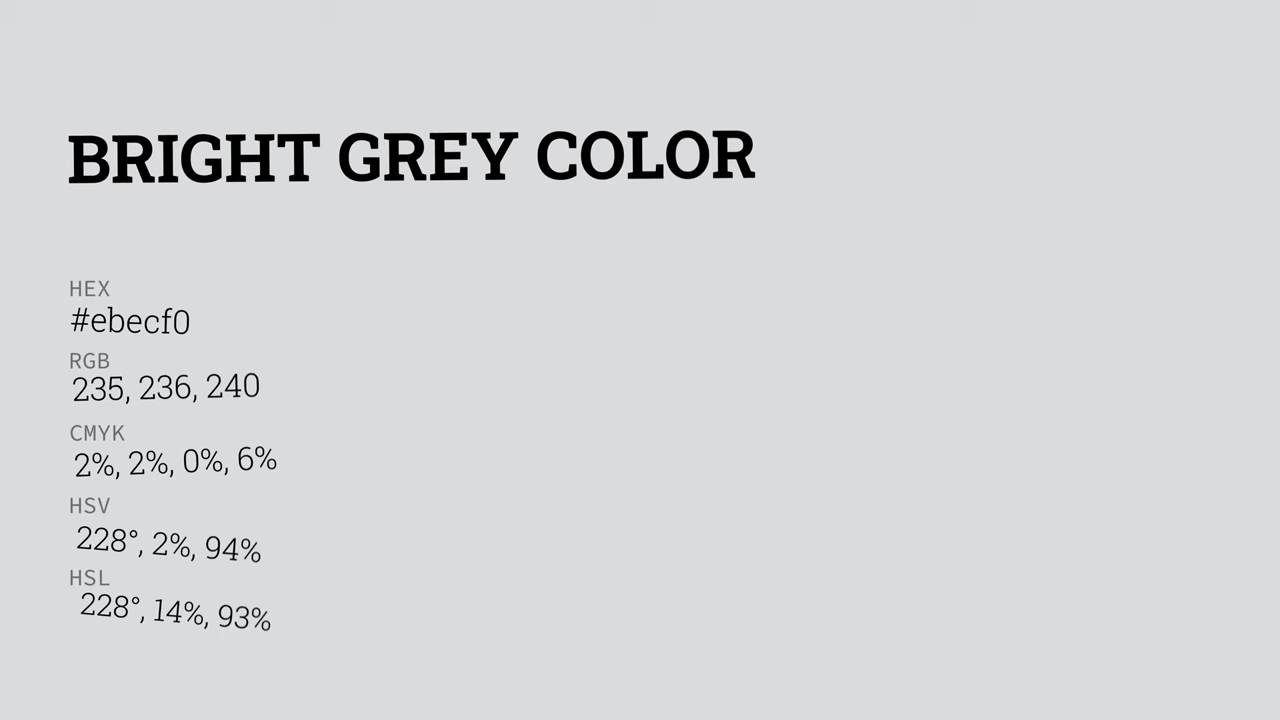 BRIGHT GREY COLOR
HEX
#ebecf0
RGB
235, 236, 240
CMYK
2%, 2%, 0%, 6%
HSV
228°, 2%, 94%
HSL
228°, 14%, 93%